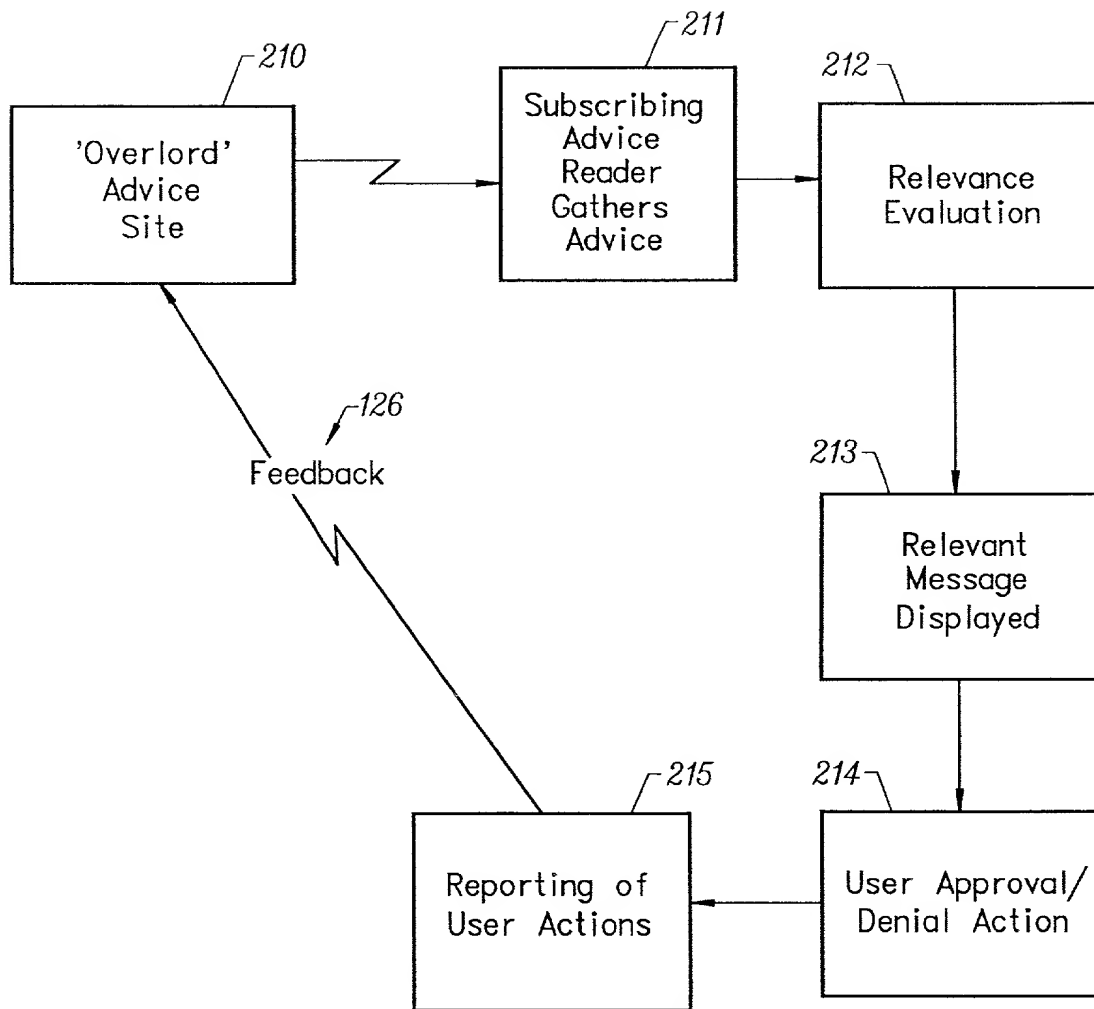 210
'Overlord'
Advice
Site
211
Subscribing
Advice
Reader
Gathers
Advice
212
Relevance
Evaluation
213
Relevant
Message
Displayed
214
User Approval/
Denial Action
215
Reporting of
User Actions
126
Feedback